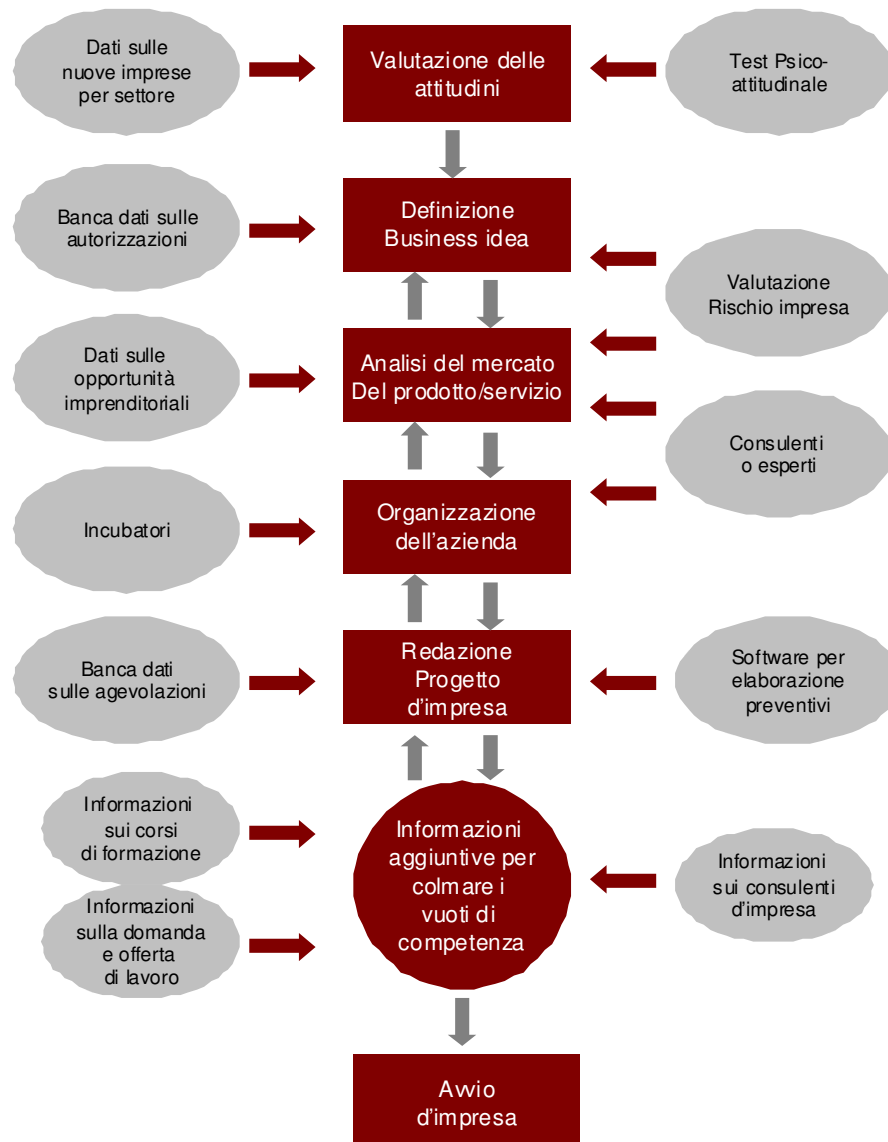 Dati sulle
nuove imprese
per settore
Valutazione delle
attitudini
Test Psico-
attitudinale
Banca dati sulle
autorizzazioni
Definizione
Business idea
Valutazione
Rischio impresa
Dati sulle
opportunità
imprenditoriali
Analisi del mercato
Del prodotto/servizio
Consulenti
o esperti
Incubatori
Organizzazione
dell'azienda
Banca dati
sulle agevolazioni
Redazione
Progetto
d'impresa
Software per
elaborazione
preventivi
Informazioni
sui corsi
di formazione
Informazioni
aggiuntive per
colmare i
vuoti di
competenza
Informazioni
sui consulenti
d'impresa
Informazioni
sulla domanda
e offerta
di lavoro
Avvio
d'impresa